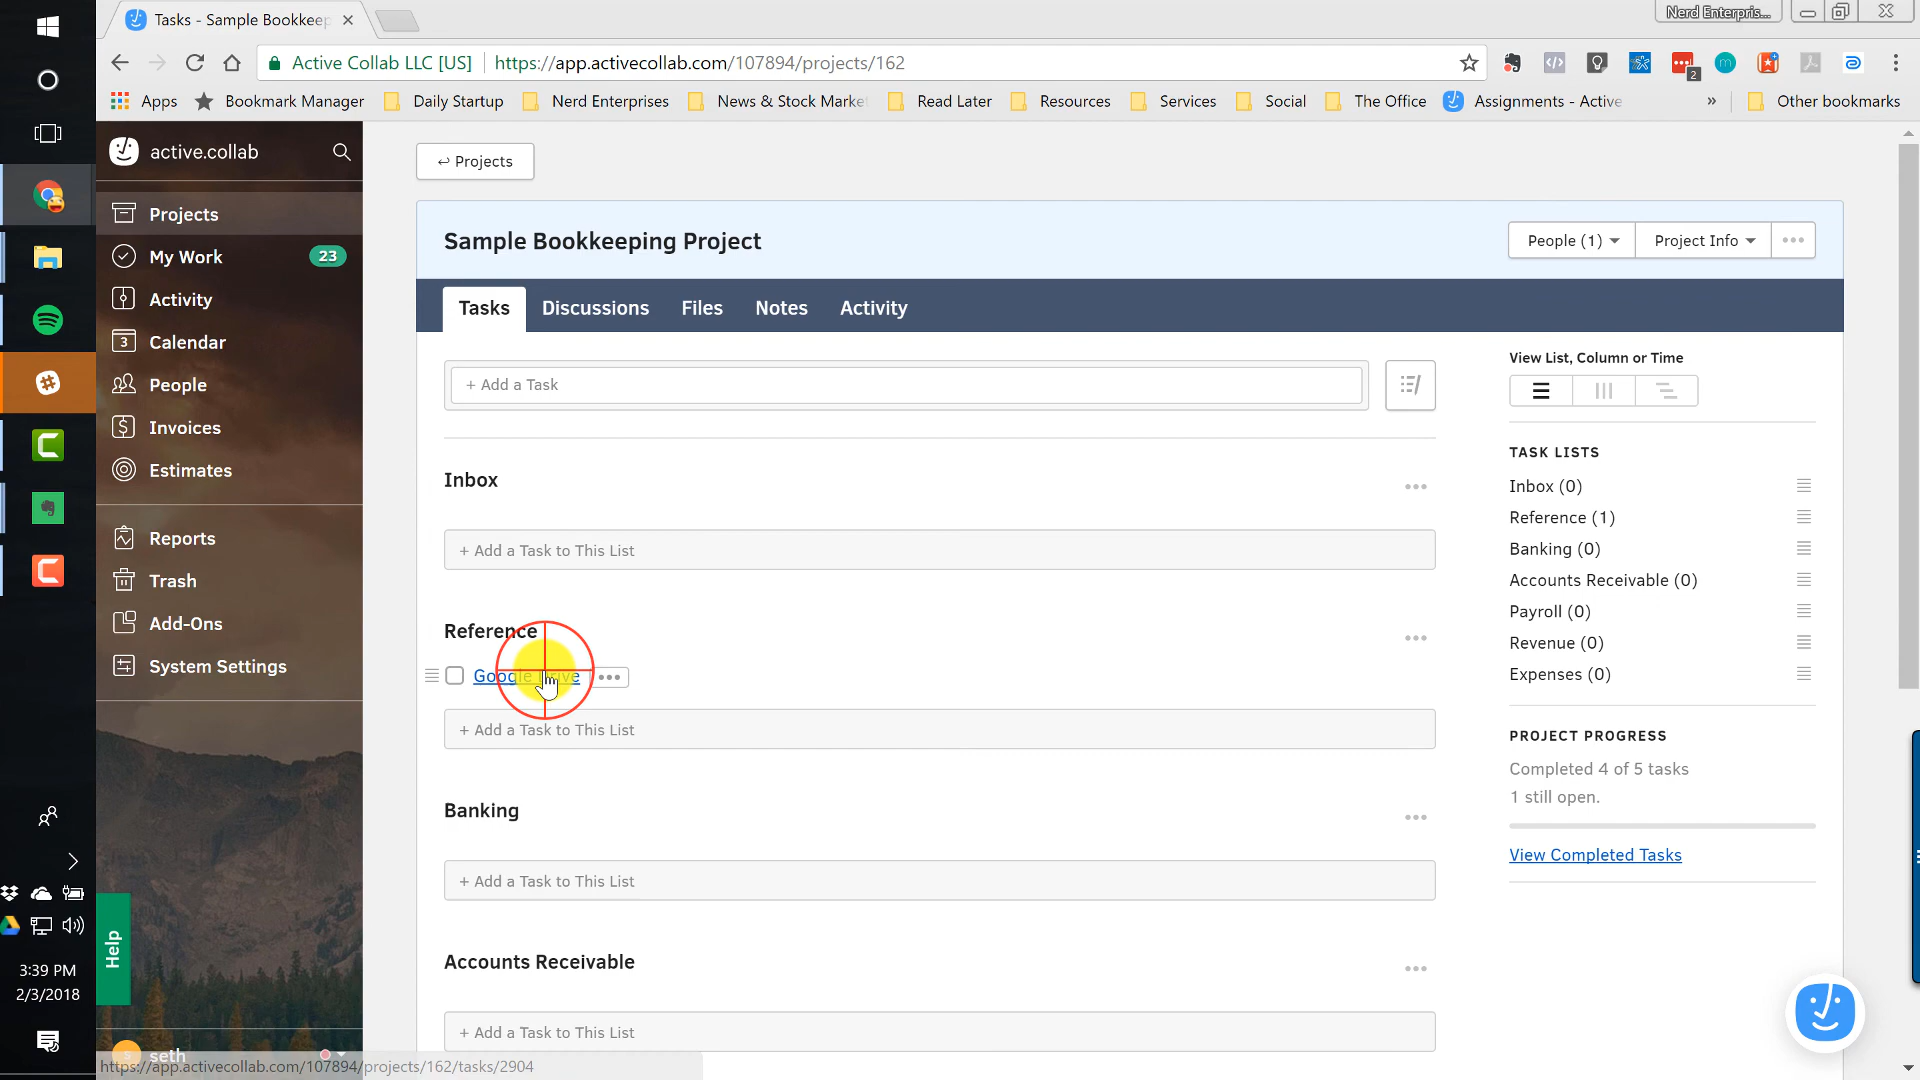 Tasks - Sample Bookkeep
Nerd Enterpris...
Active Collab LLC [US]
https://app.activecollab.com/107894/projects/162
2
Apps
Bookmark Manager
Daily Startup
Nerd Enterprises
News & Stock Marke
Read Later
Resources
Services
Social
The Office
Assignments - Active
»
Other bookmarks
active.collab
Projects
My Work
23
Activity
3
Calendar
People
Invoices
Estimates
Reports
Trash
Add-Ons
System Settings
Help
seth
3:39 PM
2/3/2018
https://app.activecollab.com/107894/projects/162/tasks/2904
↩ Projects
Sample Bookkeeping Project
People (1)
Project Info
Tasks
Discussions
Files
Notes
Activity
+ Add a Task
Inbox
+ Add a Task to This List
Reference
Google Drive
+ Add a Task to This List
Banking
+ Add a Task to This List
Accounts Receivable
+ Add a Task to This List
View List, Column or Time
TASK LISTS
Inbox (0)
Reference (1)
Banking (0)
Accounts Receivable (0)
Payroll (0)
Revenue (0)
Expenses (0)
PROJECT PROGRESS
Completed 4 of 5 tasks
1 still open.
View Completed Tasks